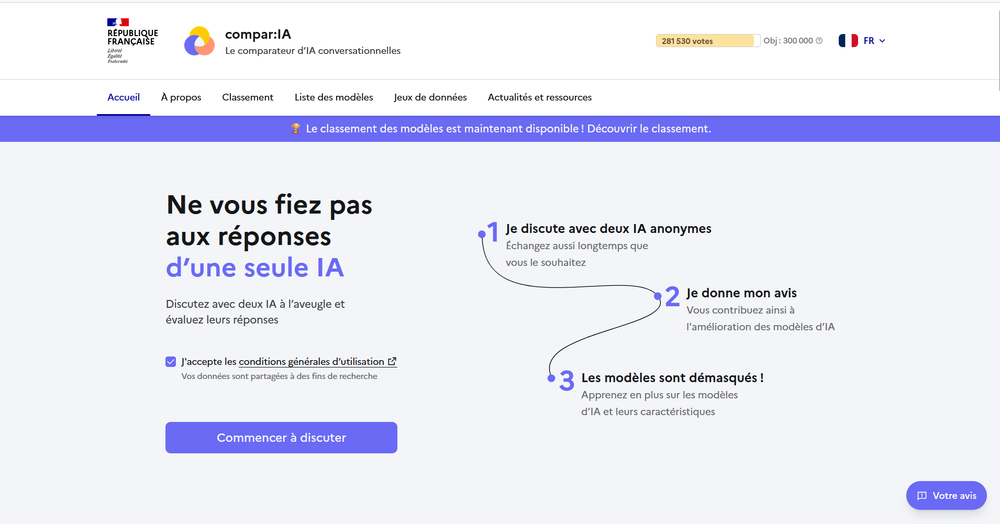 RÉPUBLIQUE
FRANÇAISE
Liberté
Égalité
Fraternité
compar:IA
Le comparateur d’IA conversationnelles
281 530 votes
Obj : 300 000
FR
Accueil
À propos
Classement
Liste des modèles
Jeux de données
Actualités et ressources
🏆 Le classement des modèles est maintenant disponible ! Découvrir le classement.
Ne vous fiez pas
aux réponses
d’une seule IA
Discutez avec deux IA à l’aveugle et
évaluez leurs réponses
J'accepte les conditions générales d’utilisation
Vos données sont partagées à des fins de recherche
Commencer à discuter
1 Je discute avec deux IA anonymes
Échangez aussi longtemps que
vous le souhaitez
2 Je donne mon avis
Vous contribuez ainsi à
l'amélioration des modèles d’IA
3 Les modèles sont démasqués !
Apprenez en plus sur les modèles
d’IA et leurs caractéristiques
Votre avis